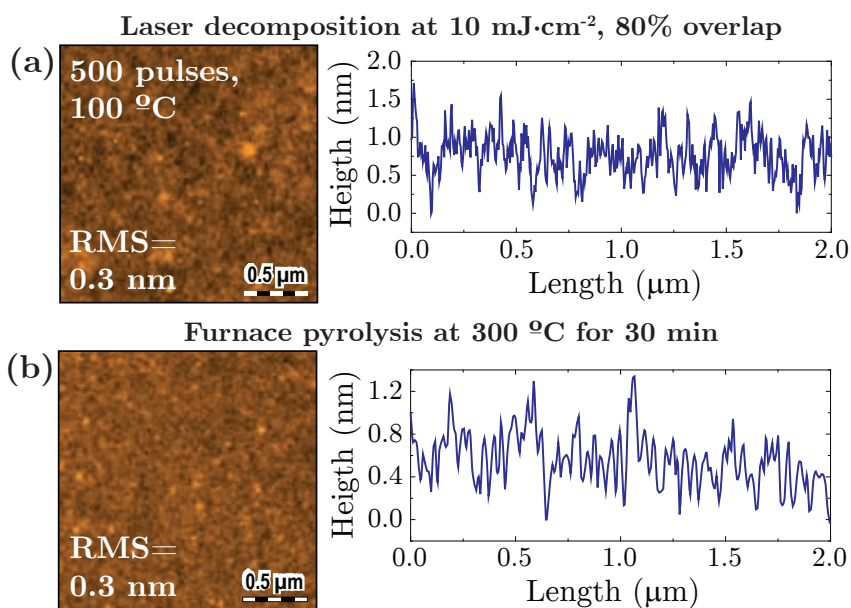 Laser decomposition at 10 mJ·cm⁻², 80% overlap
(a)
500 pulses,
100 ºC
RMS=
0.3 nm
0.5 µm
Heigth (nm)
2.0
1.5
1.0
0.5
0.0
0.0 0.5 1.0 1.5 2.0
Length (µm)
Furnace pyrolysis at 300 ºC for 30 min
(b)
RMS=
0.3 nm
0.5 µm
Heigth (nm)
1.2
0.8
0.4
0.0
0.0 0.5 1.0 1.5 2.0
Length (µm)